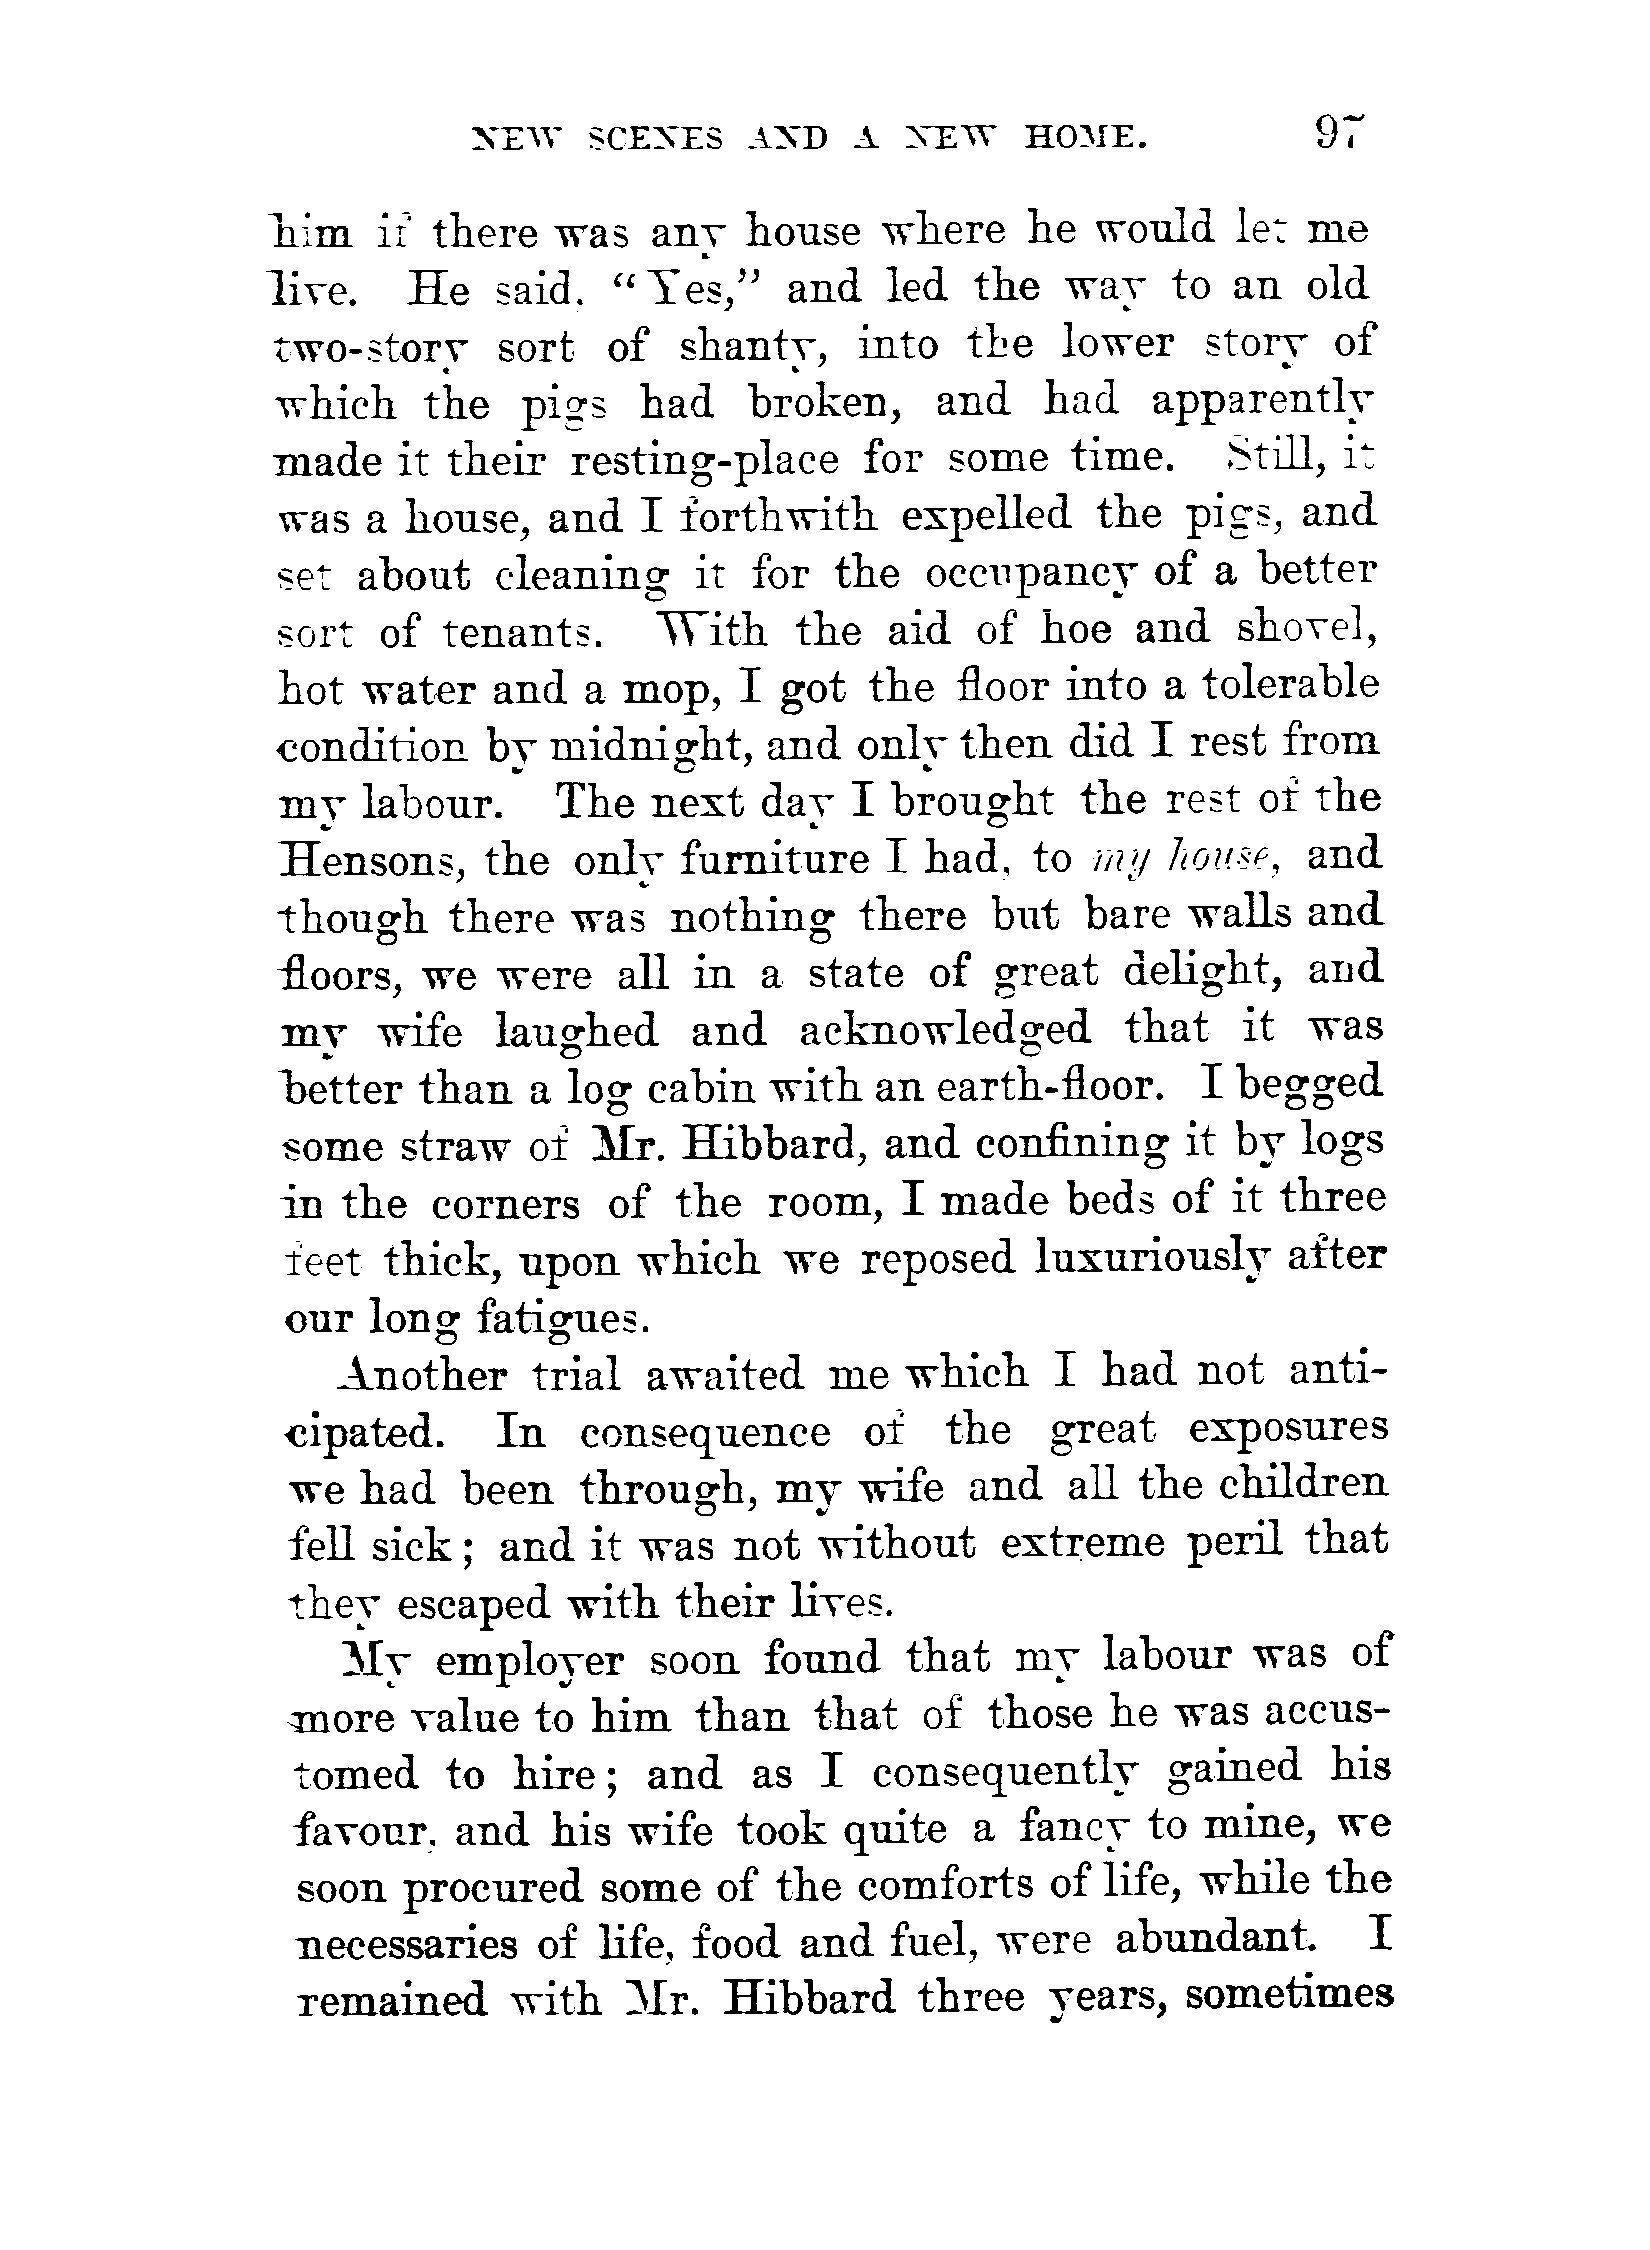 NEW SCENES AND A NEW HOME. 97
him if there was any house where he would let me
live. He said, “Yes,” and led the way to an old
two-story sort of shanty, into the lower story of
which the pigs had broken, and had apparently
made it their resting-place for some time. Still, it
was a house, and I forthwith expelled the pigs, and
set about cleaning it for the occupancy of a better
sort of tenants. With the aid of hoe and shovel,
hot water and a mop, I got the floor into a tolerable
condition by midnight, and only then did I rest from
my labour. The next day I brought the rest of the
Hensons, the only furniture I had, to my house, and
though there was nothing there but bare walls and
floors, we were all in a state of great delight, and
my wife laughed and acknowledged that it was
better than a log cabin with an earth-floor. I begged
some straw of Mr. Hibbard, and confining it by logs
in the corners of the room, I made beds of it three
feet thick, upon which we reposed luxuriously after
our long fatigues.
Another trial awaited me which I had not anti-
cipated. In consequence of the great exposures
we had been through, my wife and all the children
fell sick; and it was not without extreme peril that
they escaped with their lives.
My employer soon found that my labour was of
more value to him than that of those he was accus-
tomed to hire; and as I consequently gained his
favour, and his wife took quite a fancy to mine, we
soon procured some of the comforts of life, while the
necessaries of life, food and fuel, were abundant. I
remained with Mr. Hibbard three years, sometimes